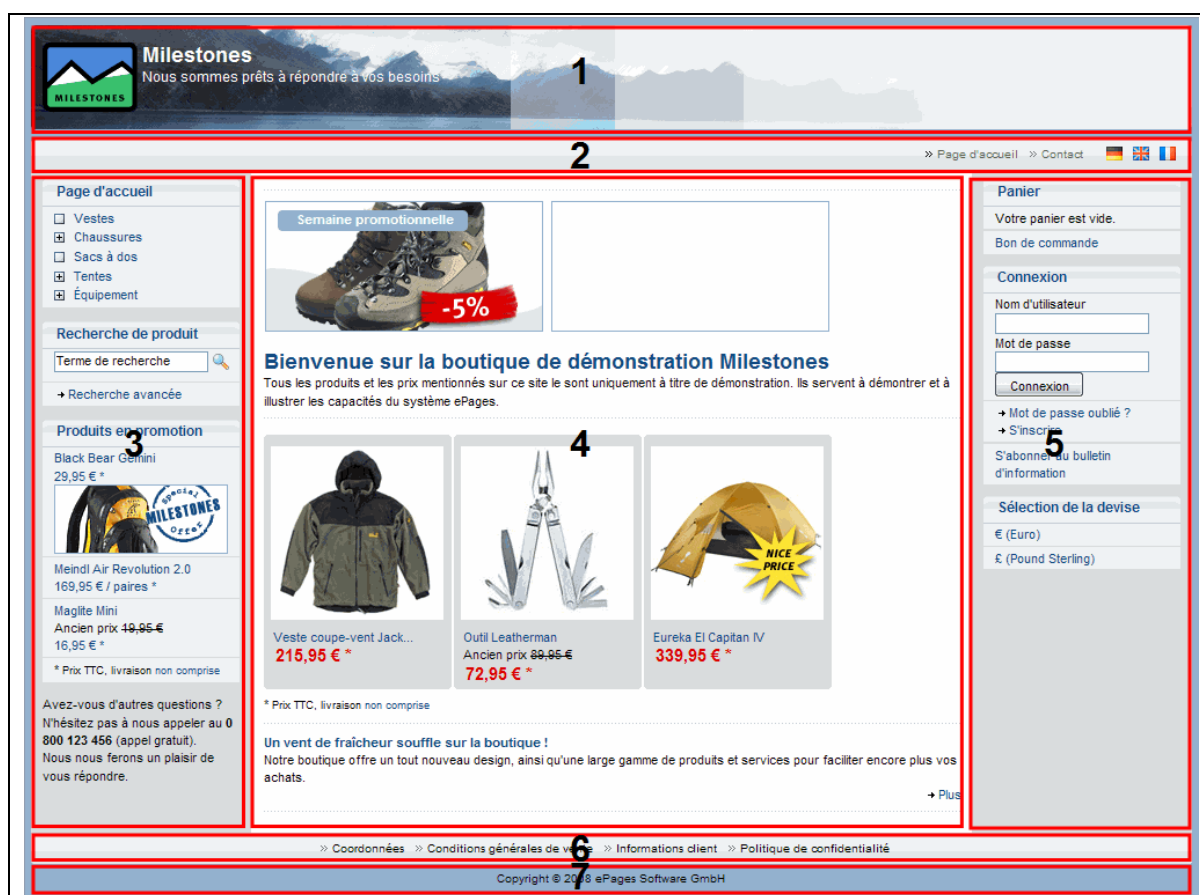 Milestones
Nous sommes prêts à répondre à vos besoins
MILESTONES
1
2
» Page d'accueil » Contact
Page d'accueil
Vestes
Chaussures
Sacs à dos
Tentes
Équipement
Recherche de produit
Terme de recherche
Recherche avancée
Produits en promotion
3
Black Bear Gemini
29,95 € *
Special
MILESTONES
Offer
Meindl Air Revolution 2.0
169,95 € / paires *
Maglite Mini
Ancien prix 19,95 €
16,95 € *
* Prix TTC, livraison non comprise
Avez-vous d'autres questions ?
N'hésitez pas à nous appeler au 0
800 123 456 (appel gratuit).
Nous nous ferons un plaisir de
vous répondre.
Semaine promotionnelle
-5%
Bienvenue sur la boutique de démonstration Milestones
Tous les produits et les prix mentionnés sur ce site le sont uniquement à titre de démonstration. Ils servent à démontrer et à
illustrer les capacités du système ePages.
4
NICE
PRICE
Veste coupe-vent Jack...
215,95 € *
Outil Leatherman
Ancien prix 89,95 €
72,95 € *
Eureka El Capitan IV
339,95 € *
* Prix TTC, livraison non comprise
Un vent de fraîcheur souffle sur la boutique !
Notre boutique offre un tout nouveau design, ainsi qu'une large gamme de produits et services pour faciliter encore plus vos
achats.
Plus
Panier
Votre panier est vide.
Bon de commande
Connexion
Nom d'utilisateur
Mot de passe
Connexion
Mot de passe oublié ?
S'inscrire
5
S'abonner au bulletin
d'information
Sélection de la devise
€ (Euro)
£ (Pound Sterling)
» Coordonnées » Conditions générales de vente » Informations client » Politique de confidentialité
6
Copyright © 2008 ePages Software GmbH
7